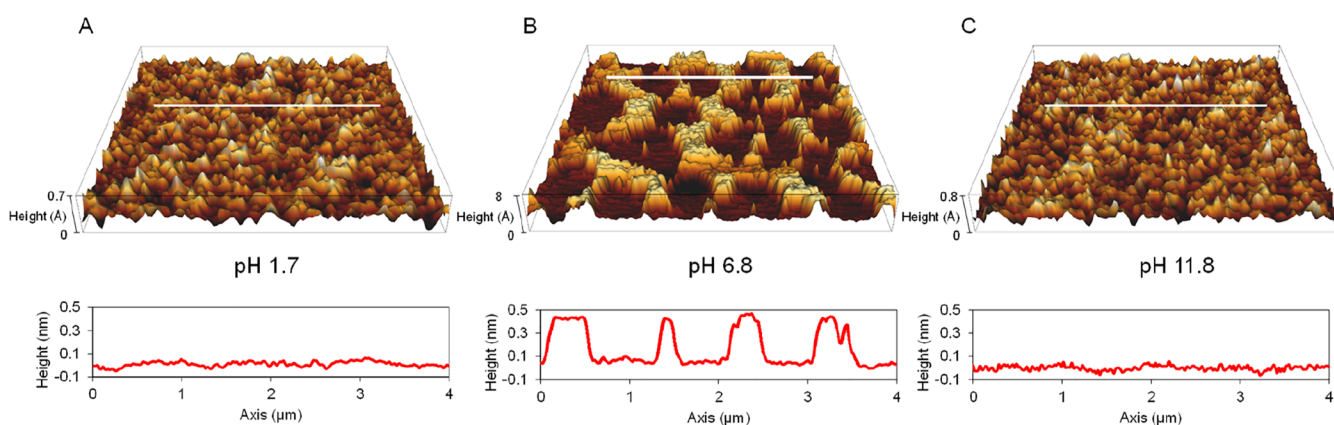 A
B
C
0.7
Height (Å)
0
8
Height (Å)
0
0.8
Height (Å)
0
pH 1.7
pH 6.8
pH 11.8
0.5
0.3
0.1
-0.1
Height (nm)
0 1 2 3 4
Axis (µm)
0.5
0.3
0.1
-0.1
Height (nm)
0 1 2 3 4
Axis (µm)
0.5
0.3
0.1
-0.1
Height (nm)
0 1 2 3 4
Axis (µm)